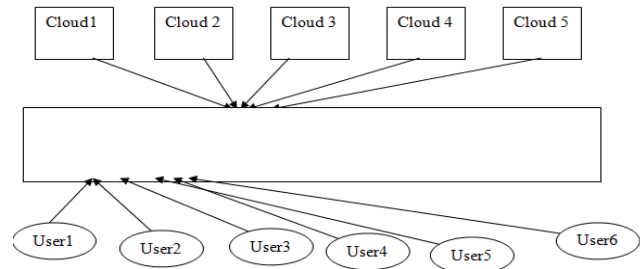 Cloud1
Cloud 2
Cloud 3
Cloud 4
Cloud 5
User1
User2
User3
User4
User5
User6